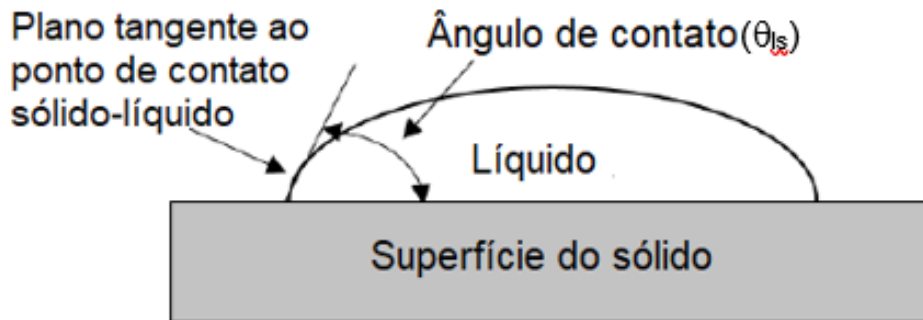 Plano tangente ao
ponto de contato
sólido-líquido
Ângulo de contato(θls)
Líquido
Superfície do sólido